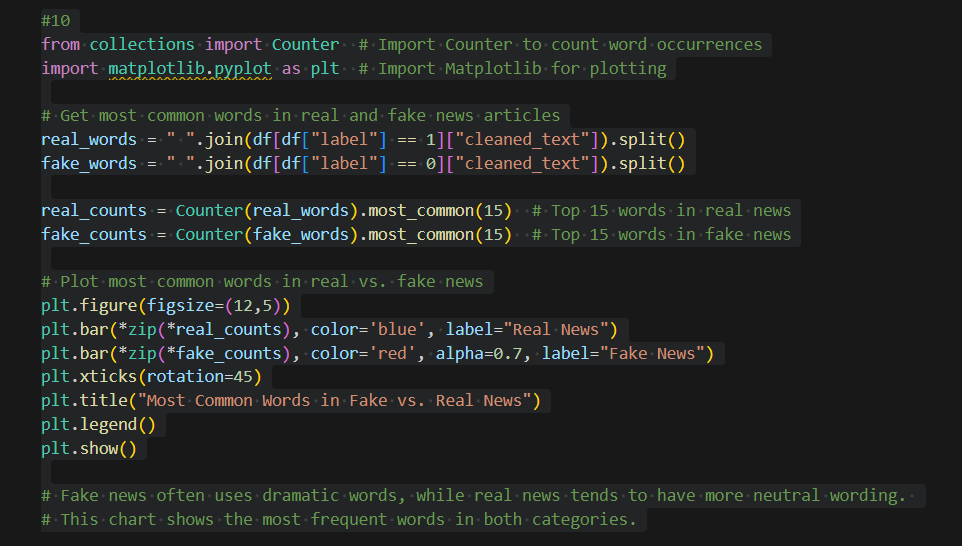 #10
from collections import Counter  # Import Counter to count word occurrences
import matplotlib.pyplot as plt  # Import Matplotlib for plotting
# Get most common words in real and fake news articles
real_words = " ".join(df[df["label"] == 1]["cleaned_text"]).split()
fake_words = " ".join(df[df["label"] == 0]["cleaned_text"]).split()
real_counts = Counter(real_words).most_common(15)  # Top 15 words in real news
fake_counts = Counter(fake_words).most_common(15)  # Top 15 words in fake news
# Plot most common words in real vs. fake news
plt.figure(figsize=(12,5))
plt.bar(*zip(*real_counts), color='blue', label="Real News")
plt.bar(*zip(*fake_counts), color='red', alpha=0.7, label="Fake News")
plt.xticks(rotation=45)
plt.title("Most Common Words in Fake vs. Real News")
plt.legend()
plt.show()
# Fake news often uses dramatic words, while real news tends to have more neutral wording.
# This chart shows the most frequent words in both categories.